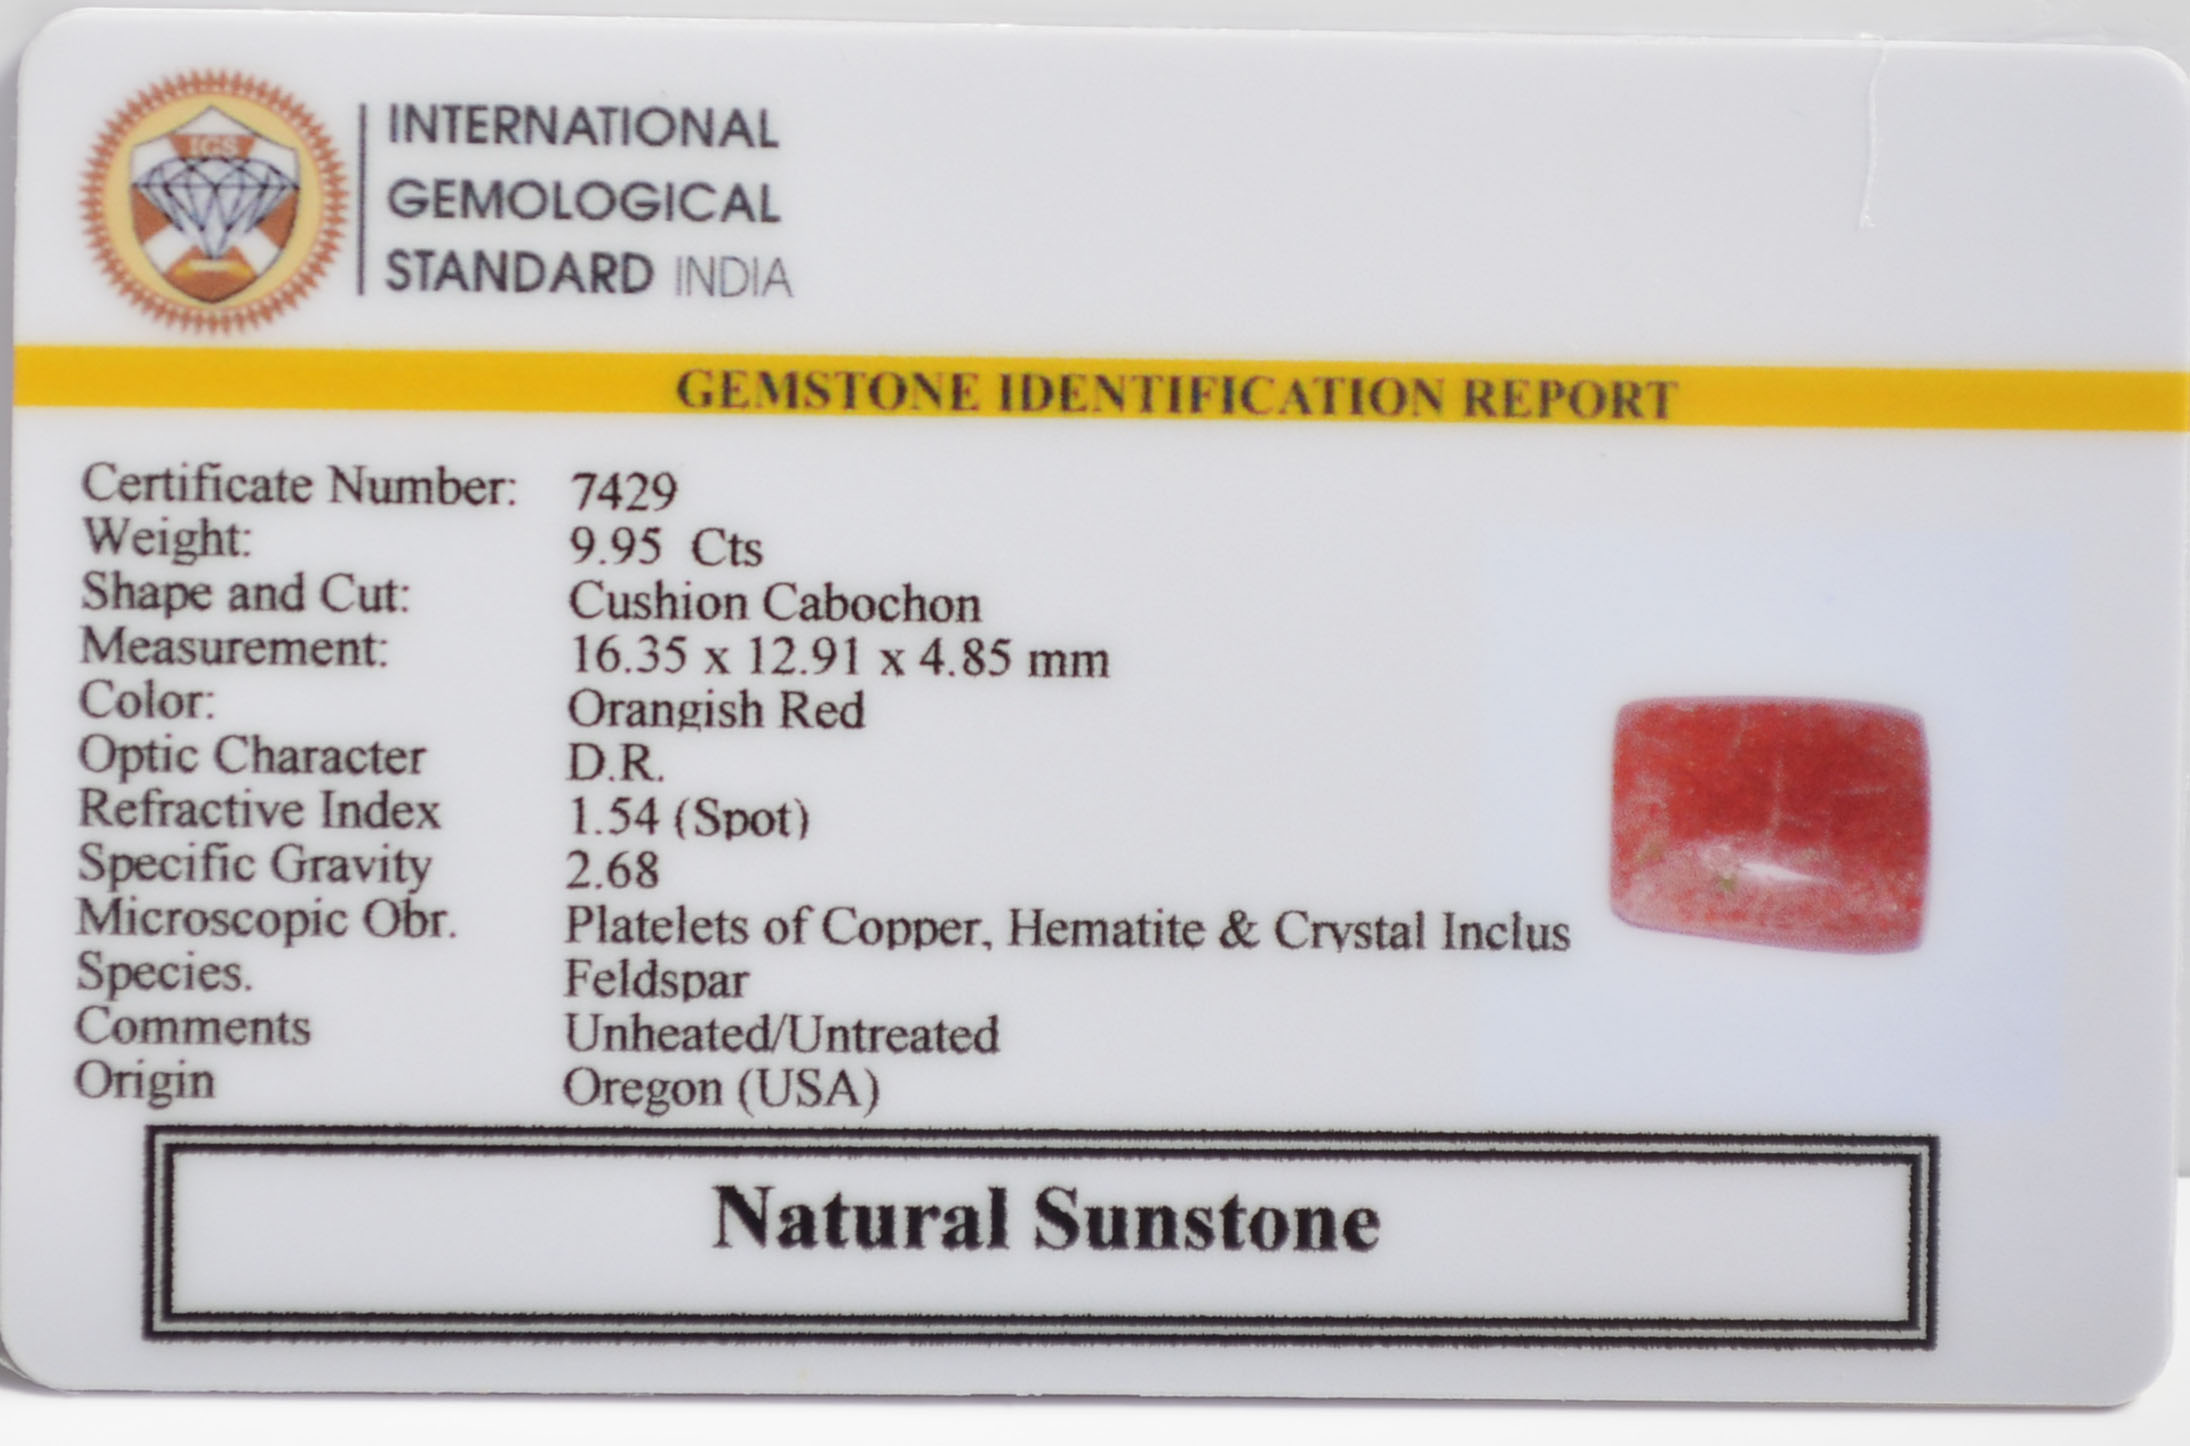 IGS
INTERNATIONAL
GEMOLOGICAL
STANDARD INDIA
GEMSTONE IDENTIFICATION REPORT
Certificate Number: 7429
Weight: 9.95 Cts
Shape and Cut: Cushion Cabochon
Measurement: 16.35 x 12.91 x 4.85 mm
Color: Orangish Red
Optic Character D.R.
Refractive Index 1.54 (Spot)
Specific Gravity 2.68
Microscopic Obr. Platelets of Copper, Hematite & Crystal Inclus
Species. Feldspar
Comments Unheated/Untreated
Origin Oregon (USA)
Natural Sunstone